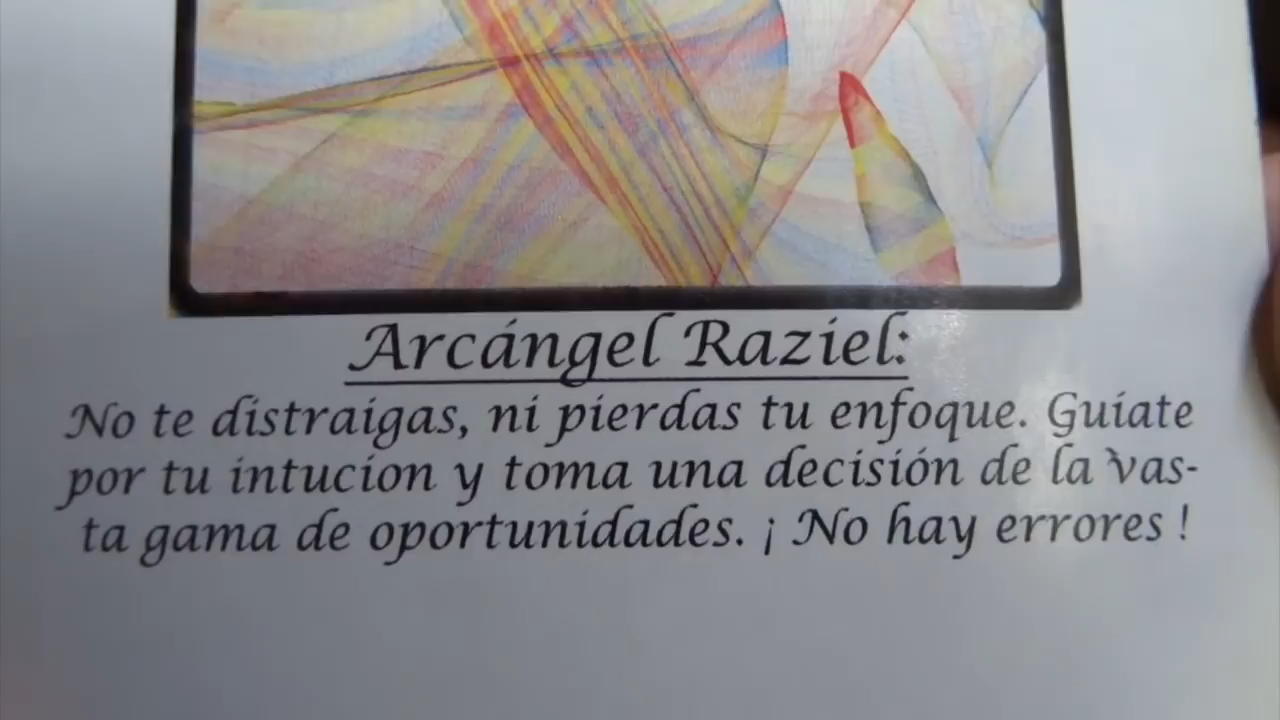 Arcángel Raziel:
No te distraigas, ni pierdas tu enfoque. Guiate
por tu intucion y toma una decisión de la vas-
ta gama de oportunidades. ¡ No hay errores !